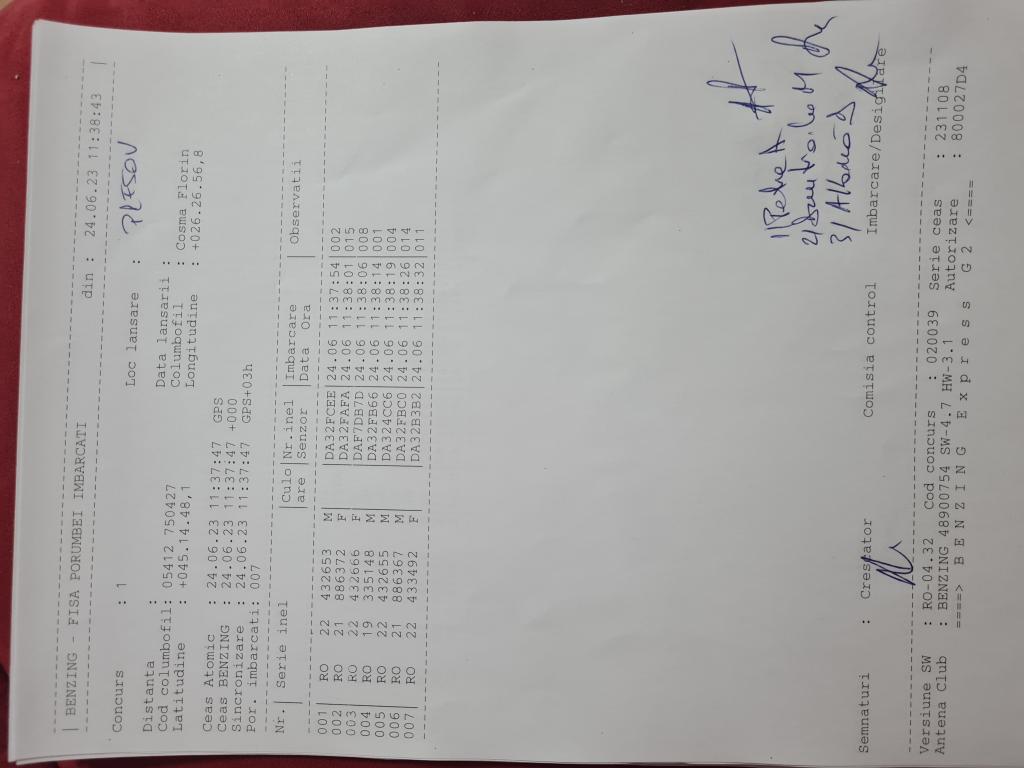 | BENZING - FISA PORUMBEI IMBARCATI din : 24.06.23 11:38:43 |
Concurs : 1 Loc lansare : PLESOV
Distanta : Data lansarii :
Cod columbofil: 05412 750427 Columbofil : Cosma Florin
Latitudine : +045.14.48,1 Longitudine : +026.26.56,8
Ceas Atomic : 24.06.23 11:37:47 GPS
Ceas BENZING : 24.06.23 11:37:47 +000
Sincronizare : 24.06.23 11:37:47 GPS+03h
Por. imbarcati: 007
Nr.| Serie inel |Culo|Nr.inel |Imbarcare | Observatii
|are |Senzor |Data Ora |
001| RO 22 432653 M | |DA32FCEE|24.06 11:37:54|002
002| RO 21 886372 F | |DA32FAFA|24.06 11:38:01|015
003| RO 22 432666 F | |DAF7DB7D|24.06 11:38:06|008
004| RO 19 335148 M | |DA32FB66|24.06 11:38:14|001
005| RO 22 432655 M | |DA324CC6|24.06 11:38:19|004
006| RO 21 886367 M | |DA32FBC0|24.06 11:38:26|014
007| RO 22 433492 F | |DA32B3B2|24.06 11:38:32|011
1) Petre A
2)
3)
Semnaturi : Crescator Comisia control Imbarcare/Desigilare
Versiune SW : RO-04.32 Cod concurs : 020039 Serie ceas : 231108
Antena Club : BENZING 48900754 SW-4.7 HW-3.1 Autorizare : 800027D4
====> B E N Z I N G E x p r e s s G 2 <====